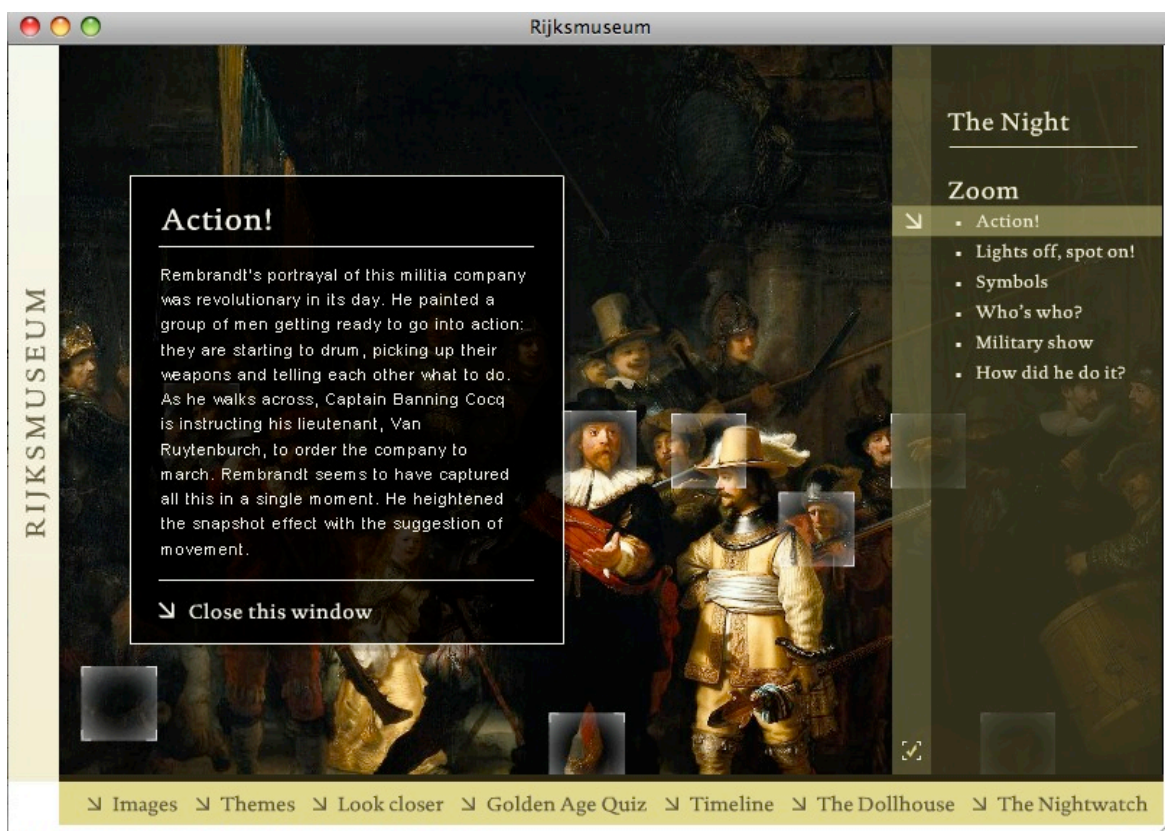 Rijksmuseum
RIJKSMUSEUM
Action!
Rembrandt's portrayal of this militia company
was revolutionary in its day. He painted a
group of men getting ready to go into action:
they are starting to drum, picking up their
weapons and telling each other what to do.
As he walks across, Captain Banning Cocq
is instructing his lieutenant, Van
Ruytenburch, to order the company to
march. Rembrandt seems to have captured
all this in a single moment. He heightened
the snapshot effect with the suggestion of
movement.
Close this window
The Night
Zoom
Action!
Lights off, spot on!
Symbols
Who's who?
Military show
How did he do it?
Images Themes Look closer Golden Age Quiz Timeline The Dollhouse The Nightwatch